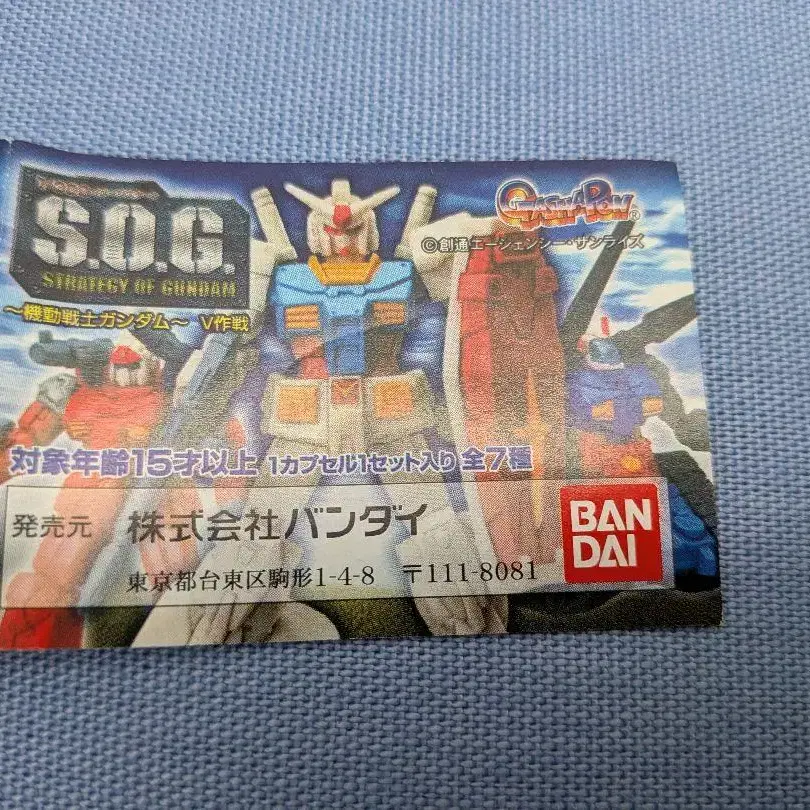 S.O.G.
STRATEGY OF GUNDAM
～機動戦士ガンダム～ V作戦
GASHAPON®
©創通エージェンシー・サンライズ
対象年齢15才以上 1カプセル1セット入り 全7種
発売元 株式会社バンダイ
東京都台東区駒形1-4-8 〒111-8081
BAN
DAI